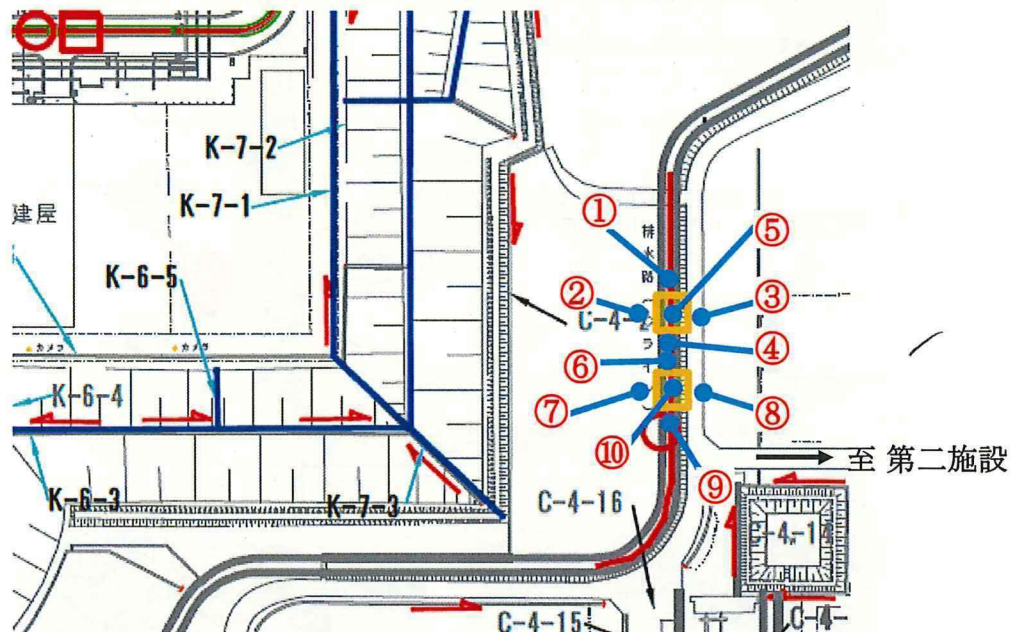 K-7-2
K-7-1
建屋
K-6-5
カメラ
カメラ
K-6-4
K-6-3
K-7-3
排水路
①
⑤
②
③
C-4-2
④
⑥
⑦
⑧
⑩
⑨
至 第二施設
C-4-16
C-4-14
C-4-15
C-4-